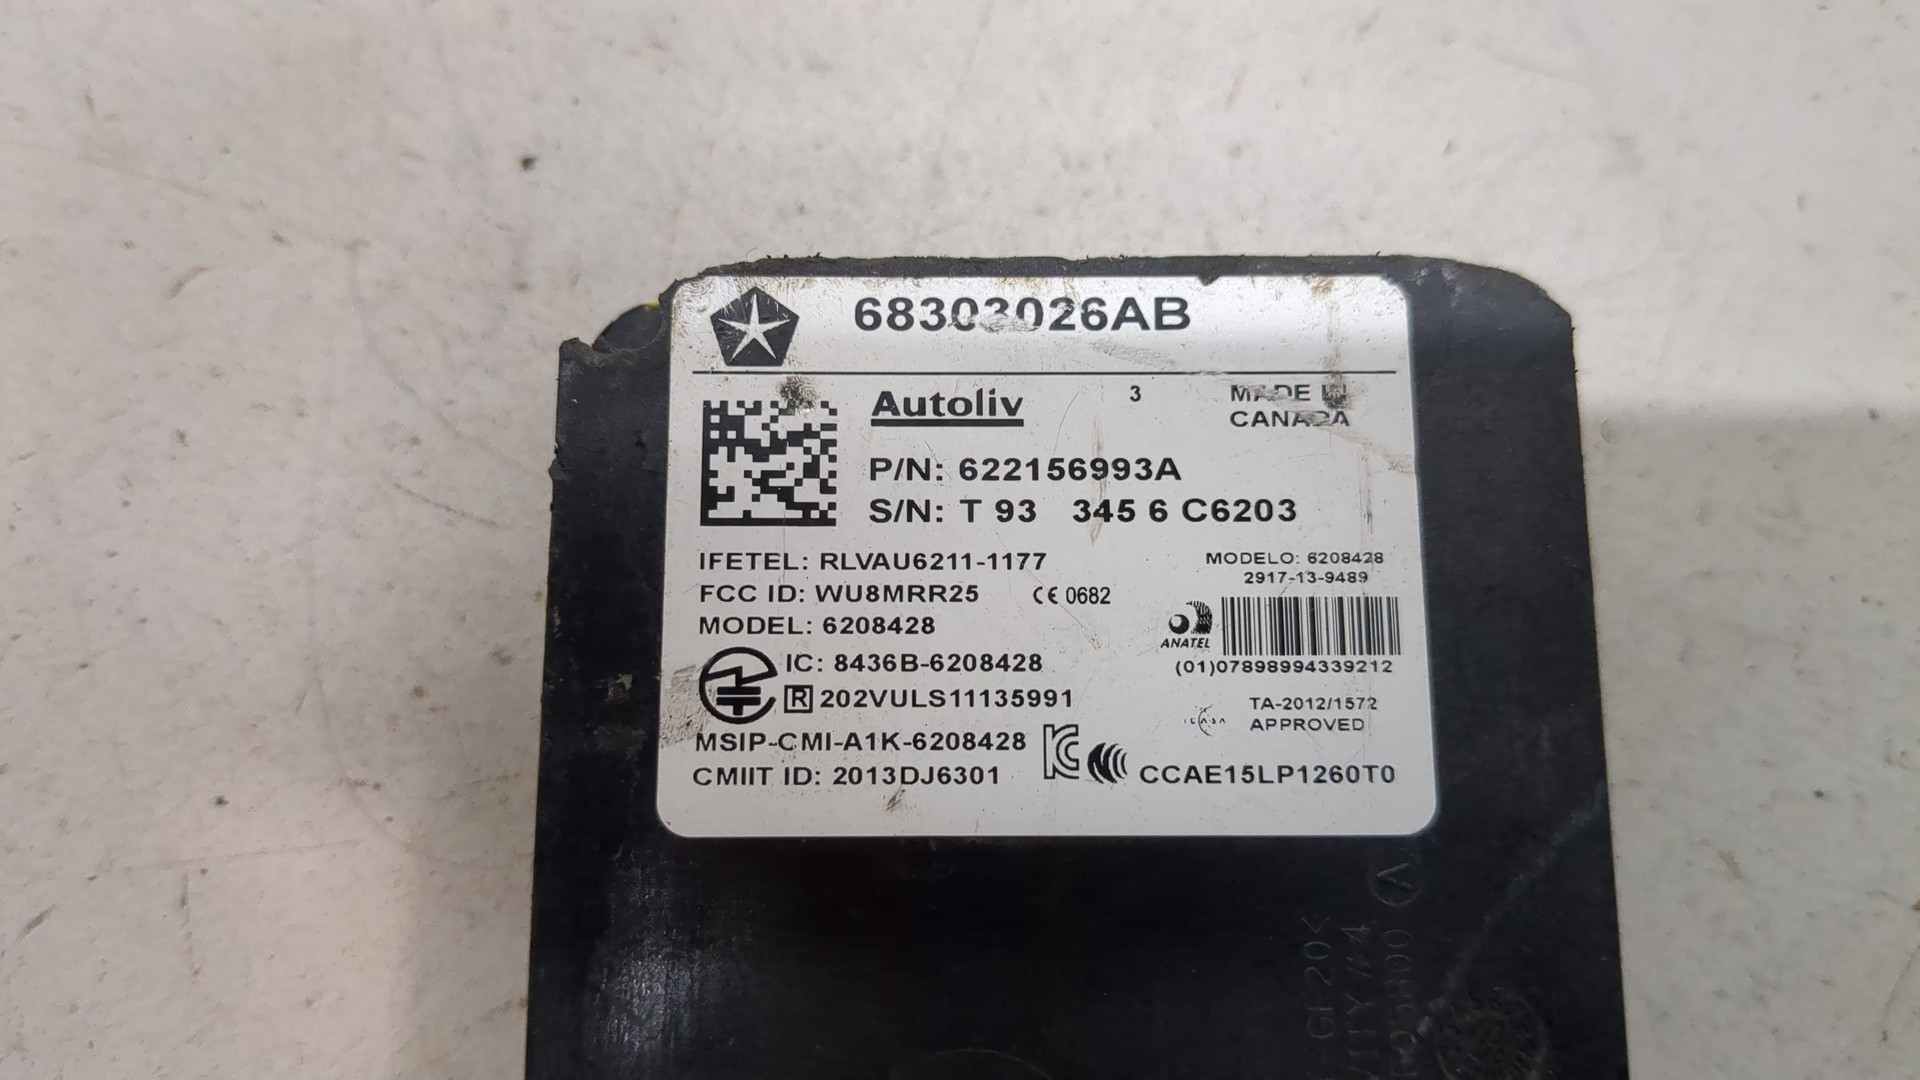 68303026AB
Autoliv
3
MADE IN
CANADA
P/N: 622156993A
S/N: T 93 345 6 C6203
IFETEL: RLVAU6211-1177
MODELO: 6208428
2917-13-9489
FCC ID: WU8MRR25
CE 0682
MODEL: 6208428
ANATEL
(01)07898994339212
IC: 8436B-6208428
R 202VULS11135991
ICASA
TA-2012/1572
APPROVED
MSIP-CMI-A1K-6208428
CMIIT ID: 2013DJ6301
CCAE15LP1260T0